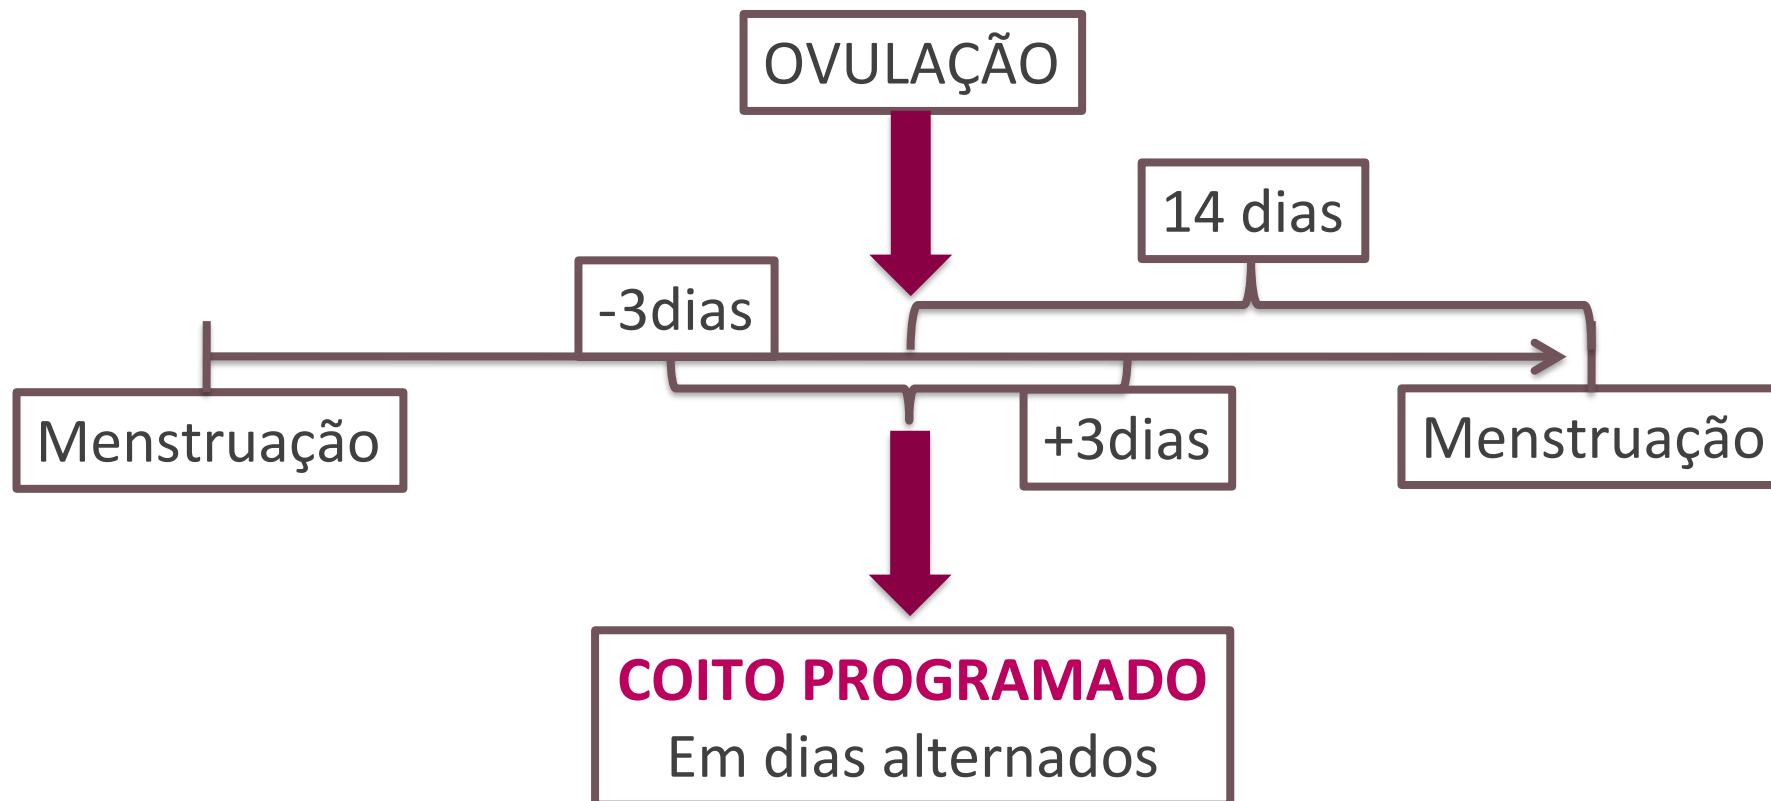 OVULAÇÃO
14 dias
-3dias
Menstruação
+3dias
Menstruação
COITO PROGRAMADO
Em dias alternados